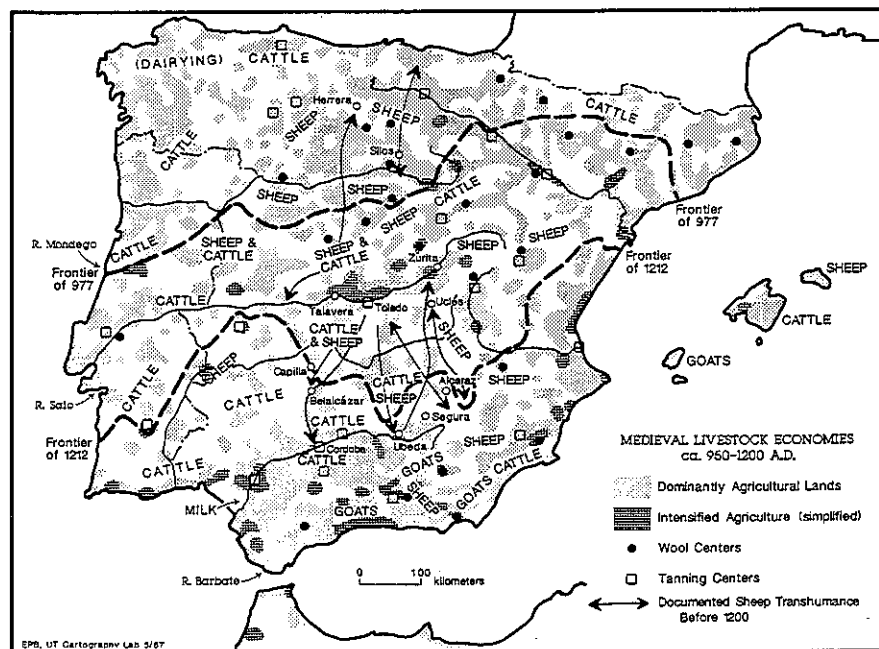 (DAIRYING)
CATTLE
CATTLE
Herrera
SHEEP
SHEEP
CATTLE
Silos
SHEEP
SHEEP
CATTLE
SHEEP
R. Mondego
CATTLE
SHEEP &
CATTLE
SHEEP
& CATTLE
Zurita
SHEEP
Frontier
of 977
Frontier
of 977
Frontier
of 1212
SHEEP
CATTLE
GOATS
CATTLE
Talavera
Toledo
Uclés
CATTLE
& SHEEP
SHEEP
SHEEP
CATTLE
Capilla
CATTLE
SHEEP
Alcaraz
SHEEP
R. Sado
CATTLE
Belalcázar
Segura
Frontier
of 1212
CATTLE
Ubeda
SHEEP
CATTLE
Cordoba
CATTLE
GOATS
SHEEP
GOATS
CATTLE
MILK
GOATS
R. Barbate
0 100
kilometers
MEDIEVAL LIVESTOCK ECONOMIES
ca. 950-1200 A.D.
Dominantly Agricultural Lands
Intensified Agriculture (simplified)
Wool Centers
Tanning Centers
Documented Sheep Transhumance
Before 1200
EPB, UT Cartography Lab 5/87